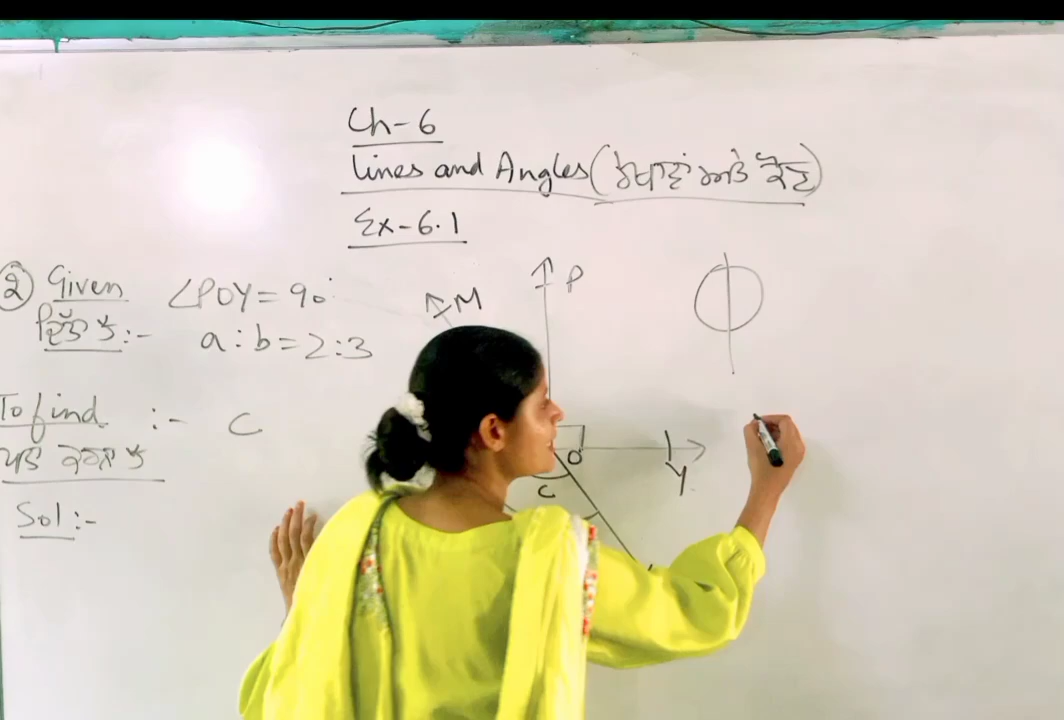 Ch-6
Lines and Angles (ਰੇਖਾਵਾਂ ਅਤੇ ਕੋਣ)
Ex-6.1
② Given ∠POY = 90°
ਦਿੱਤਾ :- a:b = 2:3
To find :- C
ਪਤਾ ਕਰਨਾ
Sol:-
M
P
O
Y
C